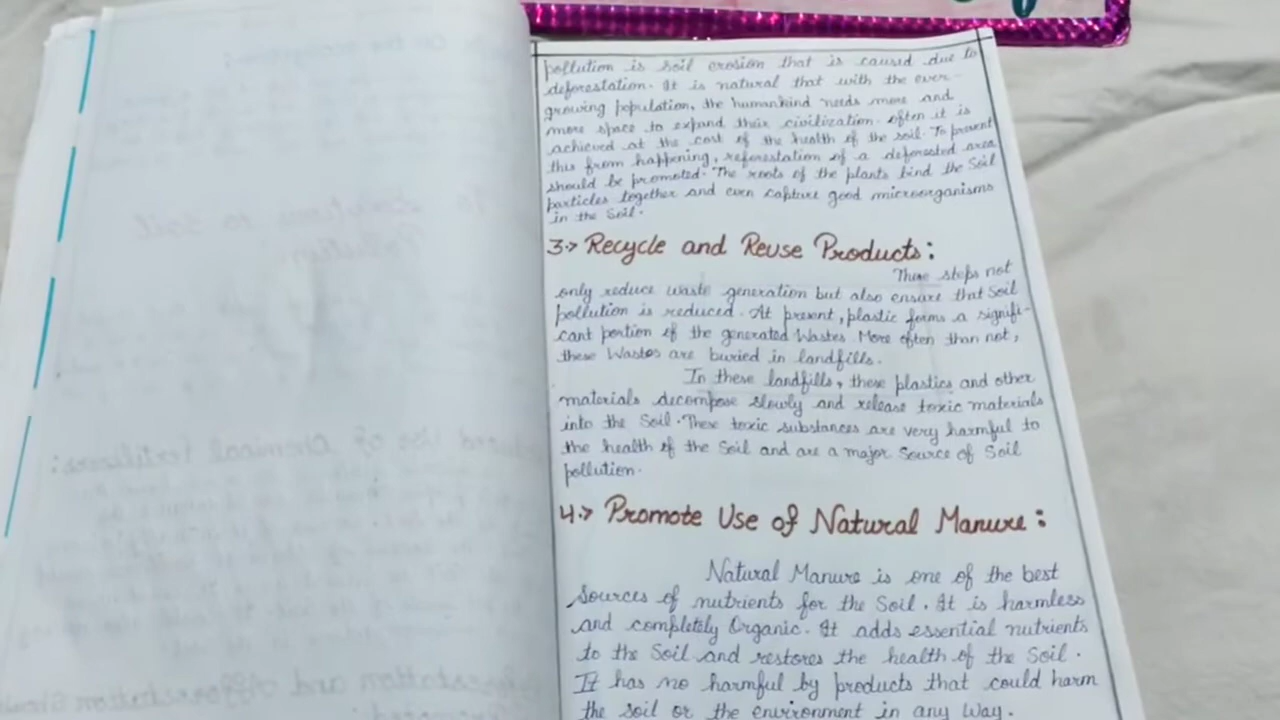 pollution is soil erosion that is caused due to
deforestation. It is natural that with the ever-
growing population, the humankind needs more and
more space to expand their civilization. often it is
achieved at the cost of the health of the soil. To prevent
this from happening, reforestation of a deforested area
should be promoted. The roots of the plants bind the Soil
particles together and even capture good microorganisms
in the Soil.
3.> Recycle and Reuse Products:
These steps not
only reduce waste generation but also ensure that Soil
pollution is reduced. At present, plastic forms a signifi-
cant portion of the generated Wastes. More often than not,
these Wastes are buried in landfills.
In these landfills, these plastics and other
materials decompose slowly and release toxic materials
into the Soil. These toxic substances are very harmful to
the health of the Soil and are a major Source of Soil
pollution.
4.> Promote Use of Natural Manure:
Natural Manure is one of the best
Sources of nutrients for the Soil. It is harmless
and completely Organic. It adds essential nutrients
to the Soil and restores the health of the Soil.
It has no harmful by products that could harm
the soil or the environment in any Way.